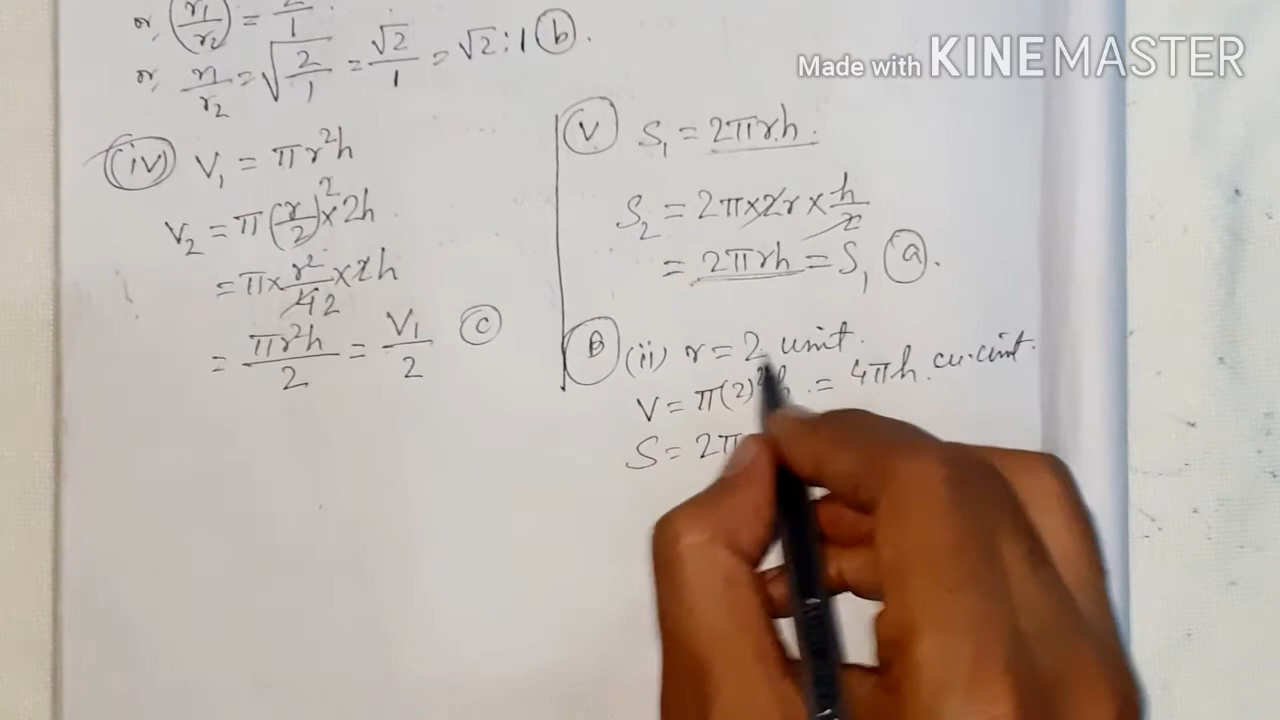 Made with KINEMASTER
or, (r₁/r₂) = 2/1.
or, r₁/r₂ = √(2/1) = √2/1 = √2 : 1 (b).
(iv) V₁ = πr²h
V₂ = π(r/2)² × 2h
= π × r²/4 2 × 2h
= πr²h/2 = V₁/2 (c)
(V) S₁ = 2πrh.
S₂ = 2π × 2r × h/2
= 2πrh = S₁ (a).
(B) (ii) r = 2 unit.
V = π(2)²h. = 4πh. cu. unit.
S = 2π